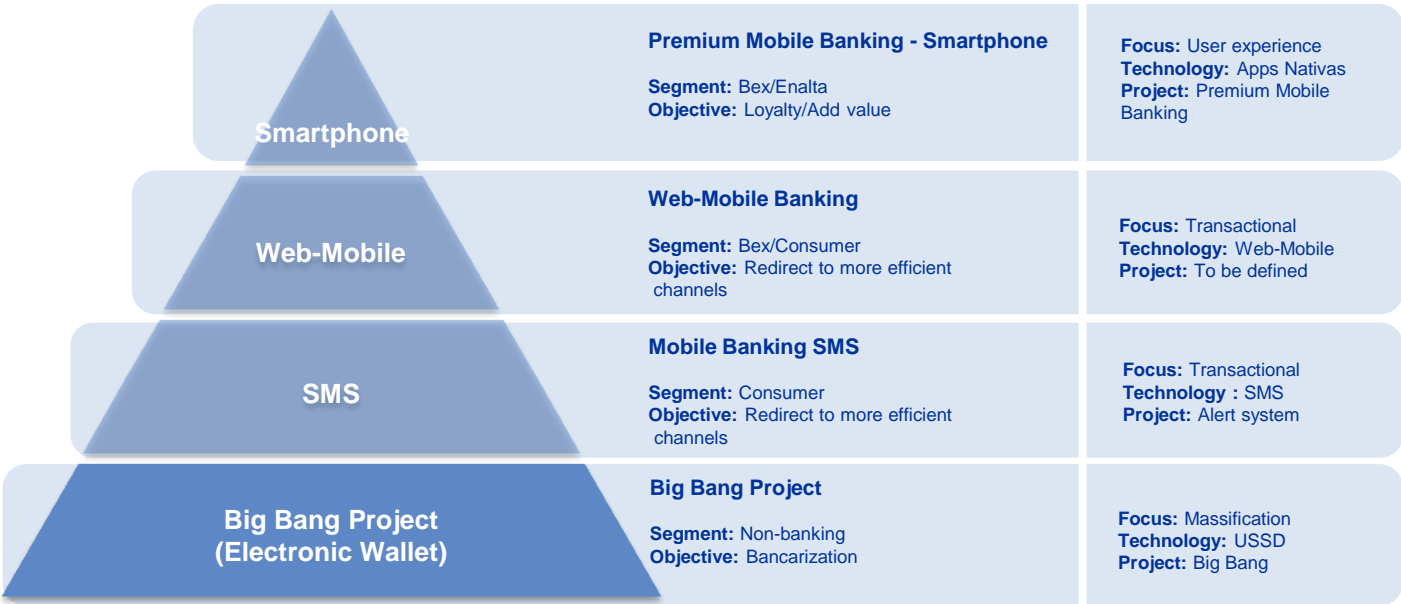 Smartphone
Premium Mobile Banking - Smartphone
Segment: Bex/Enalta
Objective: Loyalty/Add value
Focus: User experience
Technology: Apps Nativas
Project: Premium Mobile
Banking
Web-Mobile
Web-Mobile Banking
Segment: Bex/Consumer
Objective: Redirect to more efficient
channels
Focus: Transactional
Technology: Web-Mobile
Project: To be defined
SMS
Mobile Banking SMS
Segment: Consumer
Objective: Redirect to more efficient
channels
Focus: Transactional
Technology : SMS
Project: Alert system
Big Bang Project
(Electronic Wallet)
Big Bang Project
Segment: Non-banking
Objective: Bancarization
Focus: Massification
Technology: USSD
Project: Big Bang